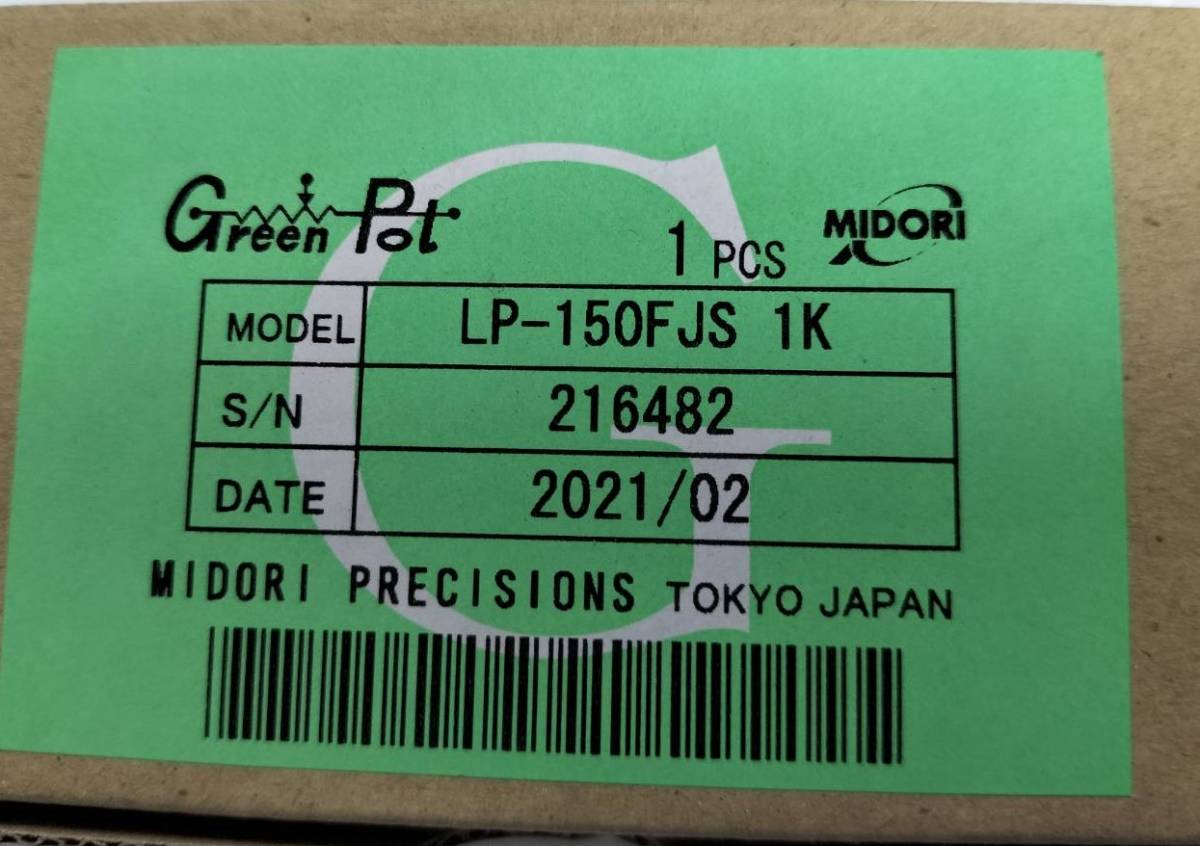 Green Pot
1 PCS
MIDORI
MODEL LP-150FJS 1K
S/N 216482
DATE 2021/02
MIDORI PRECISIONS TOKYO JAPAN
G